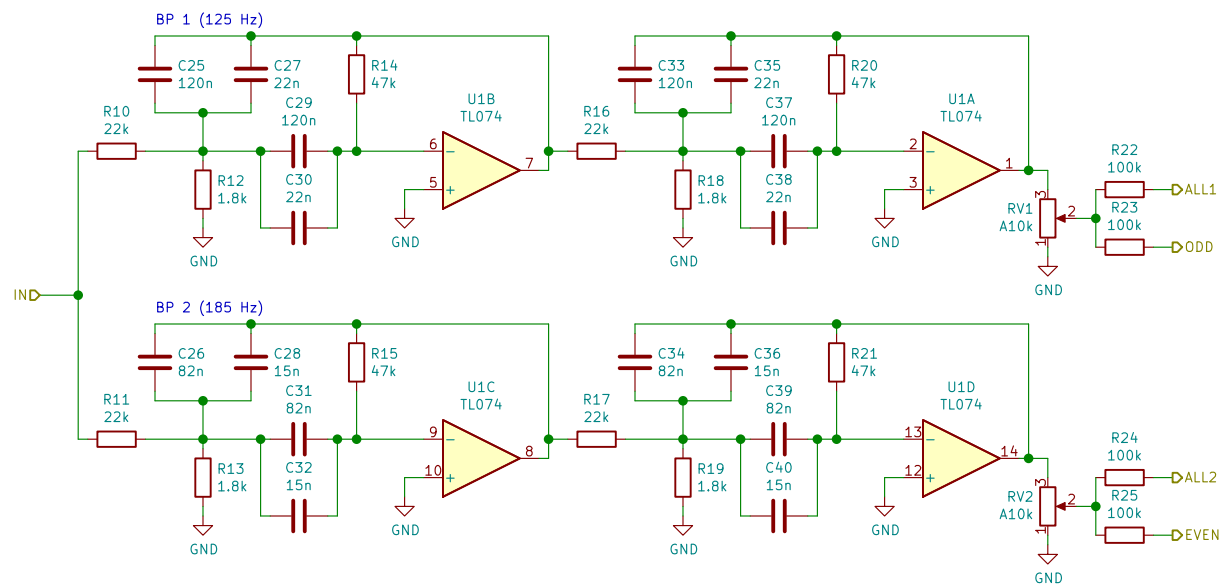 BP 1 (125 Hz)
C25
120n
C27
22n
R14
47k
C29
120n
R10
22k
R12
1.8k
C30
22n
GND
U1B
TL074
6
5
7
GND
C33
120n
C35
22n
R20
47k
C37
120n
R16
22k
R18
1.8k
C38
22n
GND
U1A
TL074
2
3
1
GND
RV1
A10k
3
2
1
GND
R22
100k
ALL1
R23
100k
ODD
IN
BP 2 (185 Hz)
C26
82n
C28
15n
R15
47k
C31
82n
R11
22k
R13
1.8k
C32
15n
GND
U1C
TL074
9
10
8
GND
C34
82n
C36
15n
R21
47k
C39
82n
R17
22k
R19
1.8k
C40
15n
GND
U1D
TL074
13
12
14
GND
RV2
A10k
3
2
1
GND
R24
100k
ALL2
R25
100k
EVEN